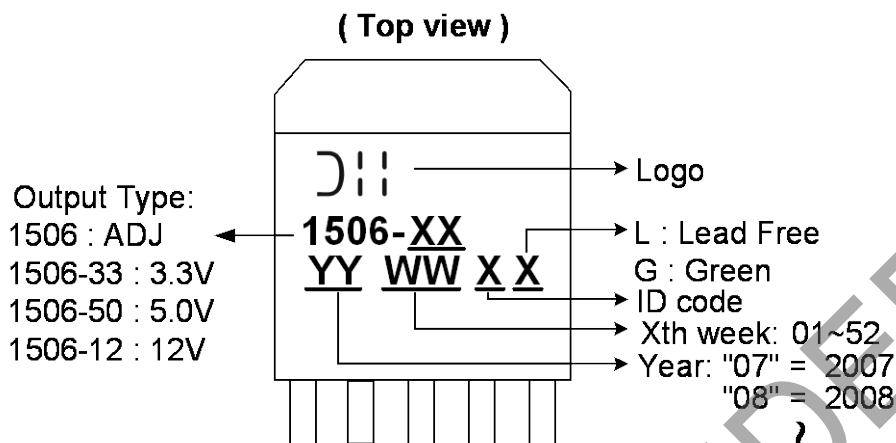 ( Top view )
Logo
Output Type:
1506 : ADJ
1506-33 : 3.3V
1506-50 : 5.0V
1506-12 : 12V
1506-XX
YY WW X X
L : Lead Free
G : Green
ID code
Xth week: 01~52
Year: "07" = 2007
"08" = 2008